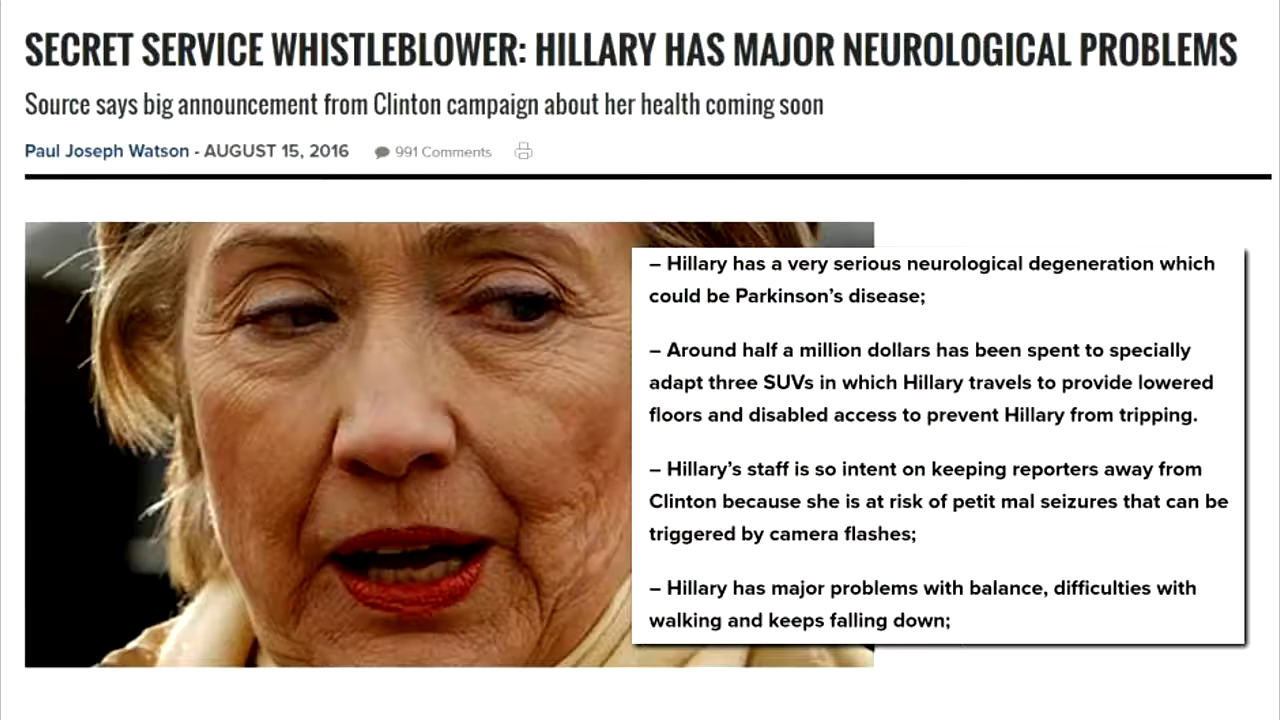 SECRET SERVICE WHISTLEBLOWER: HILLARY HAS MAJOR NEUROLOGICAL PROBLEMS
Source says big announcement from Clinton campaign about her health coming soon
Paul Joseph Watson - AUGUST 15, 2016 991 Comments
– Hillary has a very serious neurological degeneration which
could be Parkinson’s disease;
– Around half a million dollars has been spent to specially
adapt three SUVs in which Hillary travels to provide lowered
floors and disabled access to prevent Hillary from tripping.
– Hillary’s staff is so intent on keeping reporters away from
Clinton because she is at risk of petit mal seizures that can be
triggered by camera flashes;
– Hillary has major problems with balance, difficulties with
walking and keeps falling down;